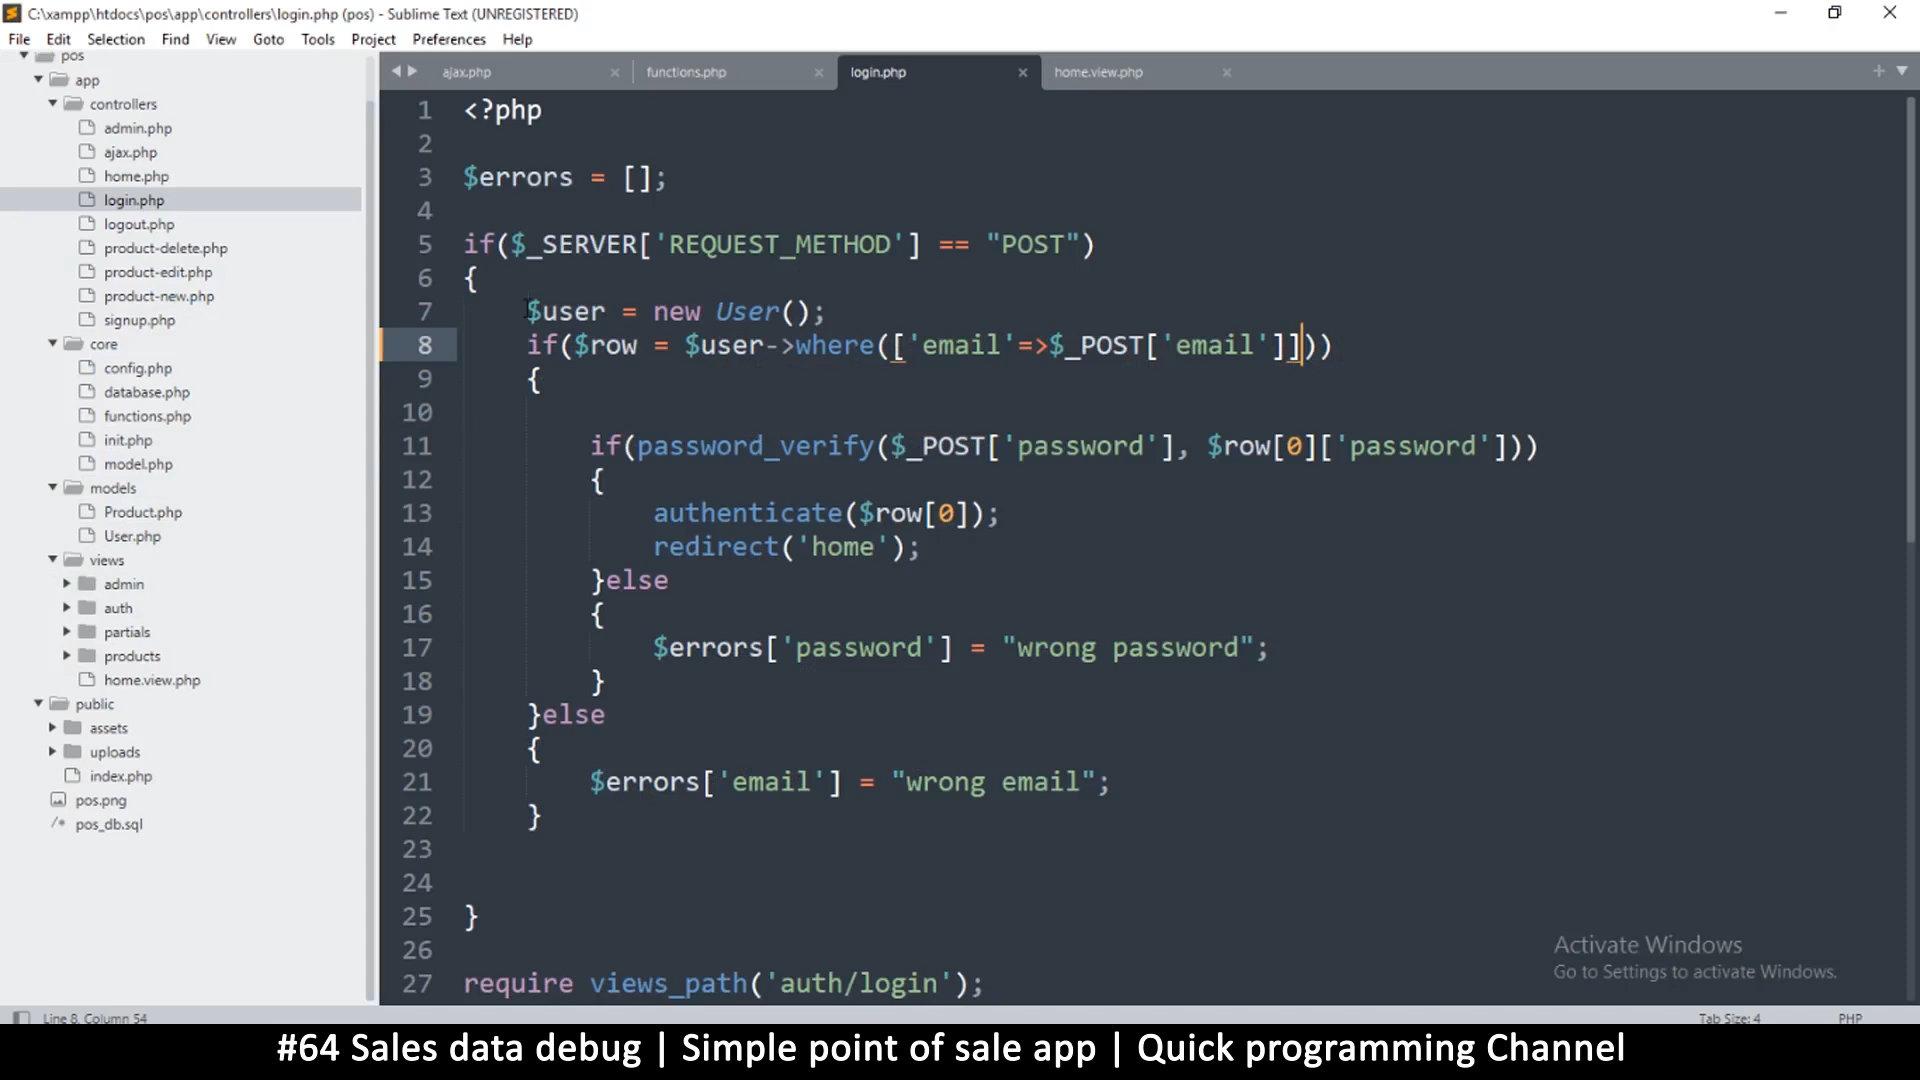 C:\xampp\htdocs\pos\app\controllers\login.php (pos) - Sublime Text (UNREGISTERED)
File Edit Selection Find View Goto Tools Project Preferences Help
pos
app
controllers
admin.php
ajax.php
home.php
login.php
logout.php
product-delete.php
product-edit.php
product-new.php
signup.php
core
config.php
database.php
functions.php
init.php
model.php
models
Product.php
User.php
views
admin
auth
partials
products
home.view.php
public
assets
uploads
index.php
pos.png
/* pos_db.sql
ajax.php × functions.php × login.php × home.view.php ×
1 <?php
2
3 $errors = [];
4
5 if($_SERVER['REQUEST_METHOD'] == "POST")
6 {
7 $user = new User();
8 if($row = $user->where(['email'=>$_POST['email']]))
9 {
10
11 if(password_verify($_POST['password'], $row[0]['password']))
12 {
13 authenticate($row[0]);
14 redirect('home');
15 }else
16 {
17 $errors['password'] = "wrong password";
18 }
19 }else
20 {
21 $errors['email'] = "wrong email";
22 }
23
24
25 }
26
27 require views_path('auth/login');
Activate Windows
Go to Settings to activate Windows.
Line 8, Column 54 Tab Size: 4 PHP
#64 Sales data debug | Simple point of sale app | Quick programming Channel